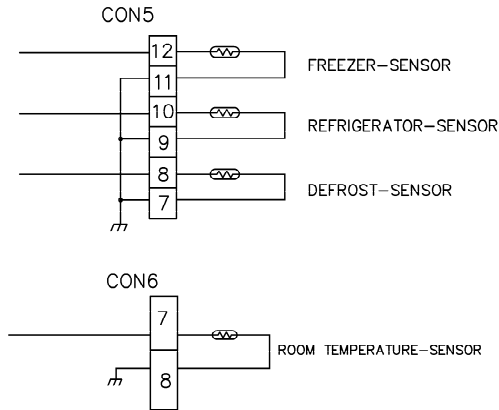 CON5
12
FREEZER-SENSOR
11
10
REFRIGERATOR-SENSOR
9
8
DEFROST-SENSOR
7
CON6
7
ROOM TEMPERATURE-SENSOR
8